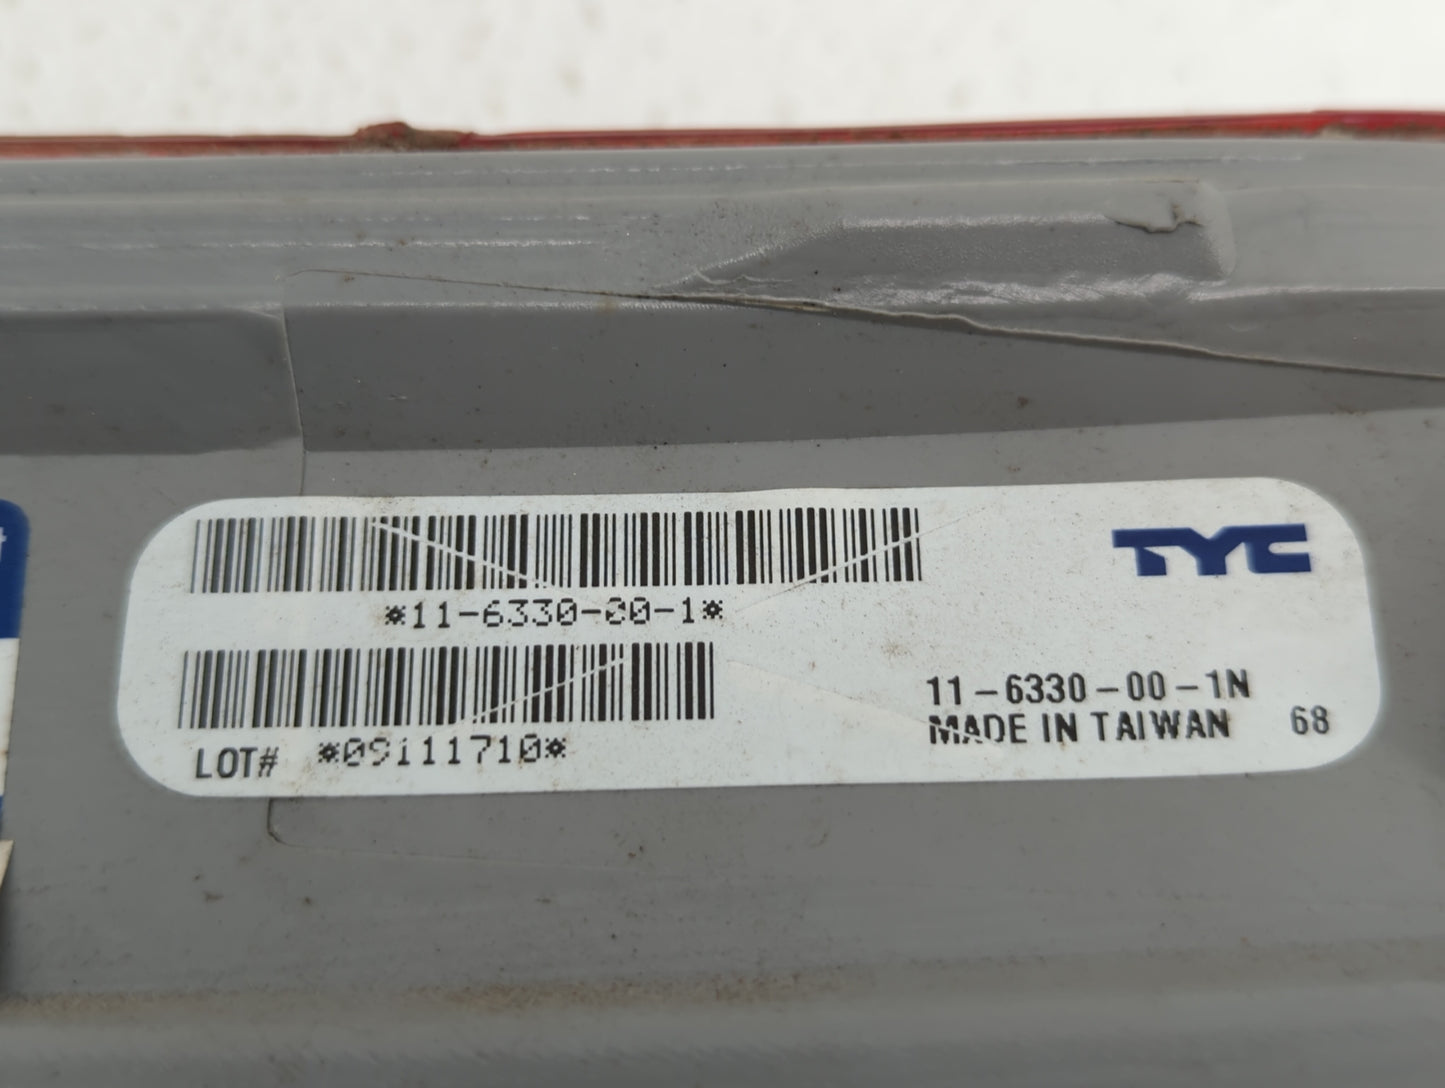 TYC
*11-6330-00-1*
11-6330-00-1N
MADE IN TAIWAN 68
LOT# *09111710*